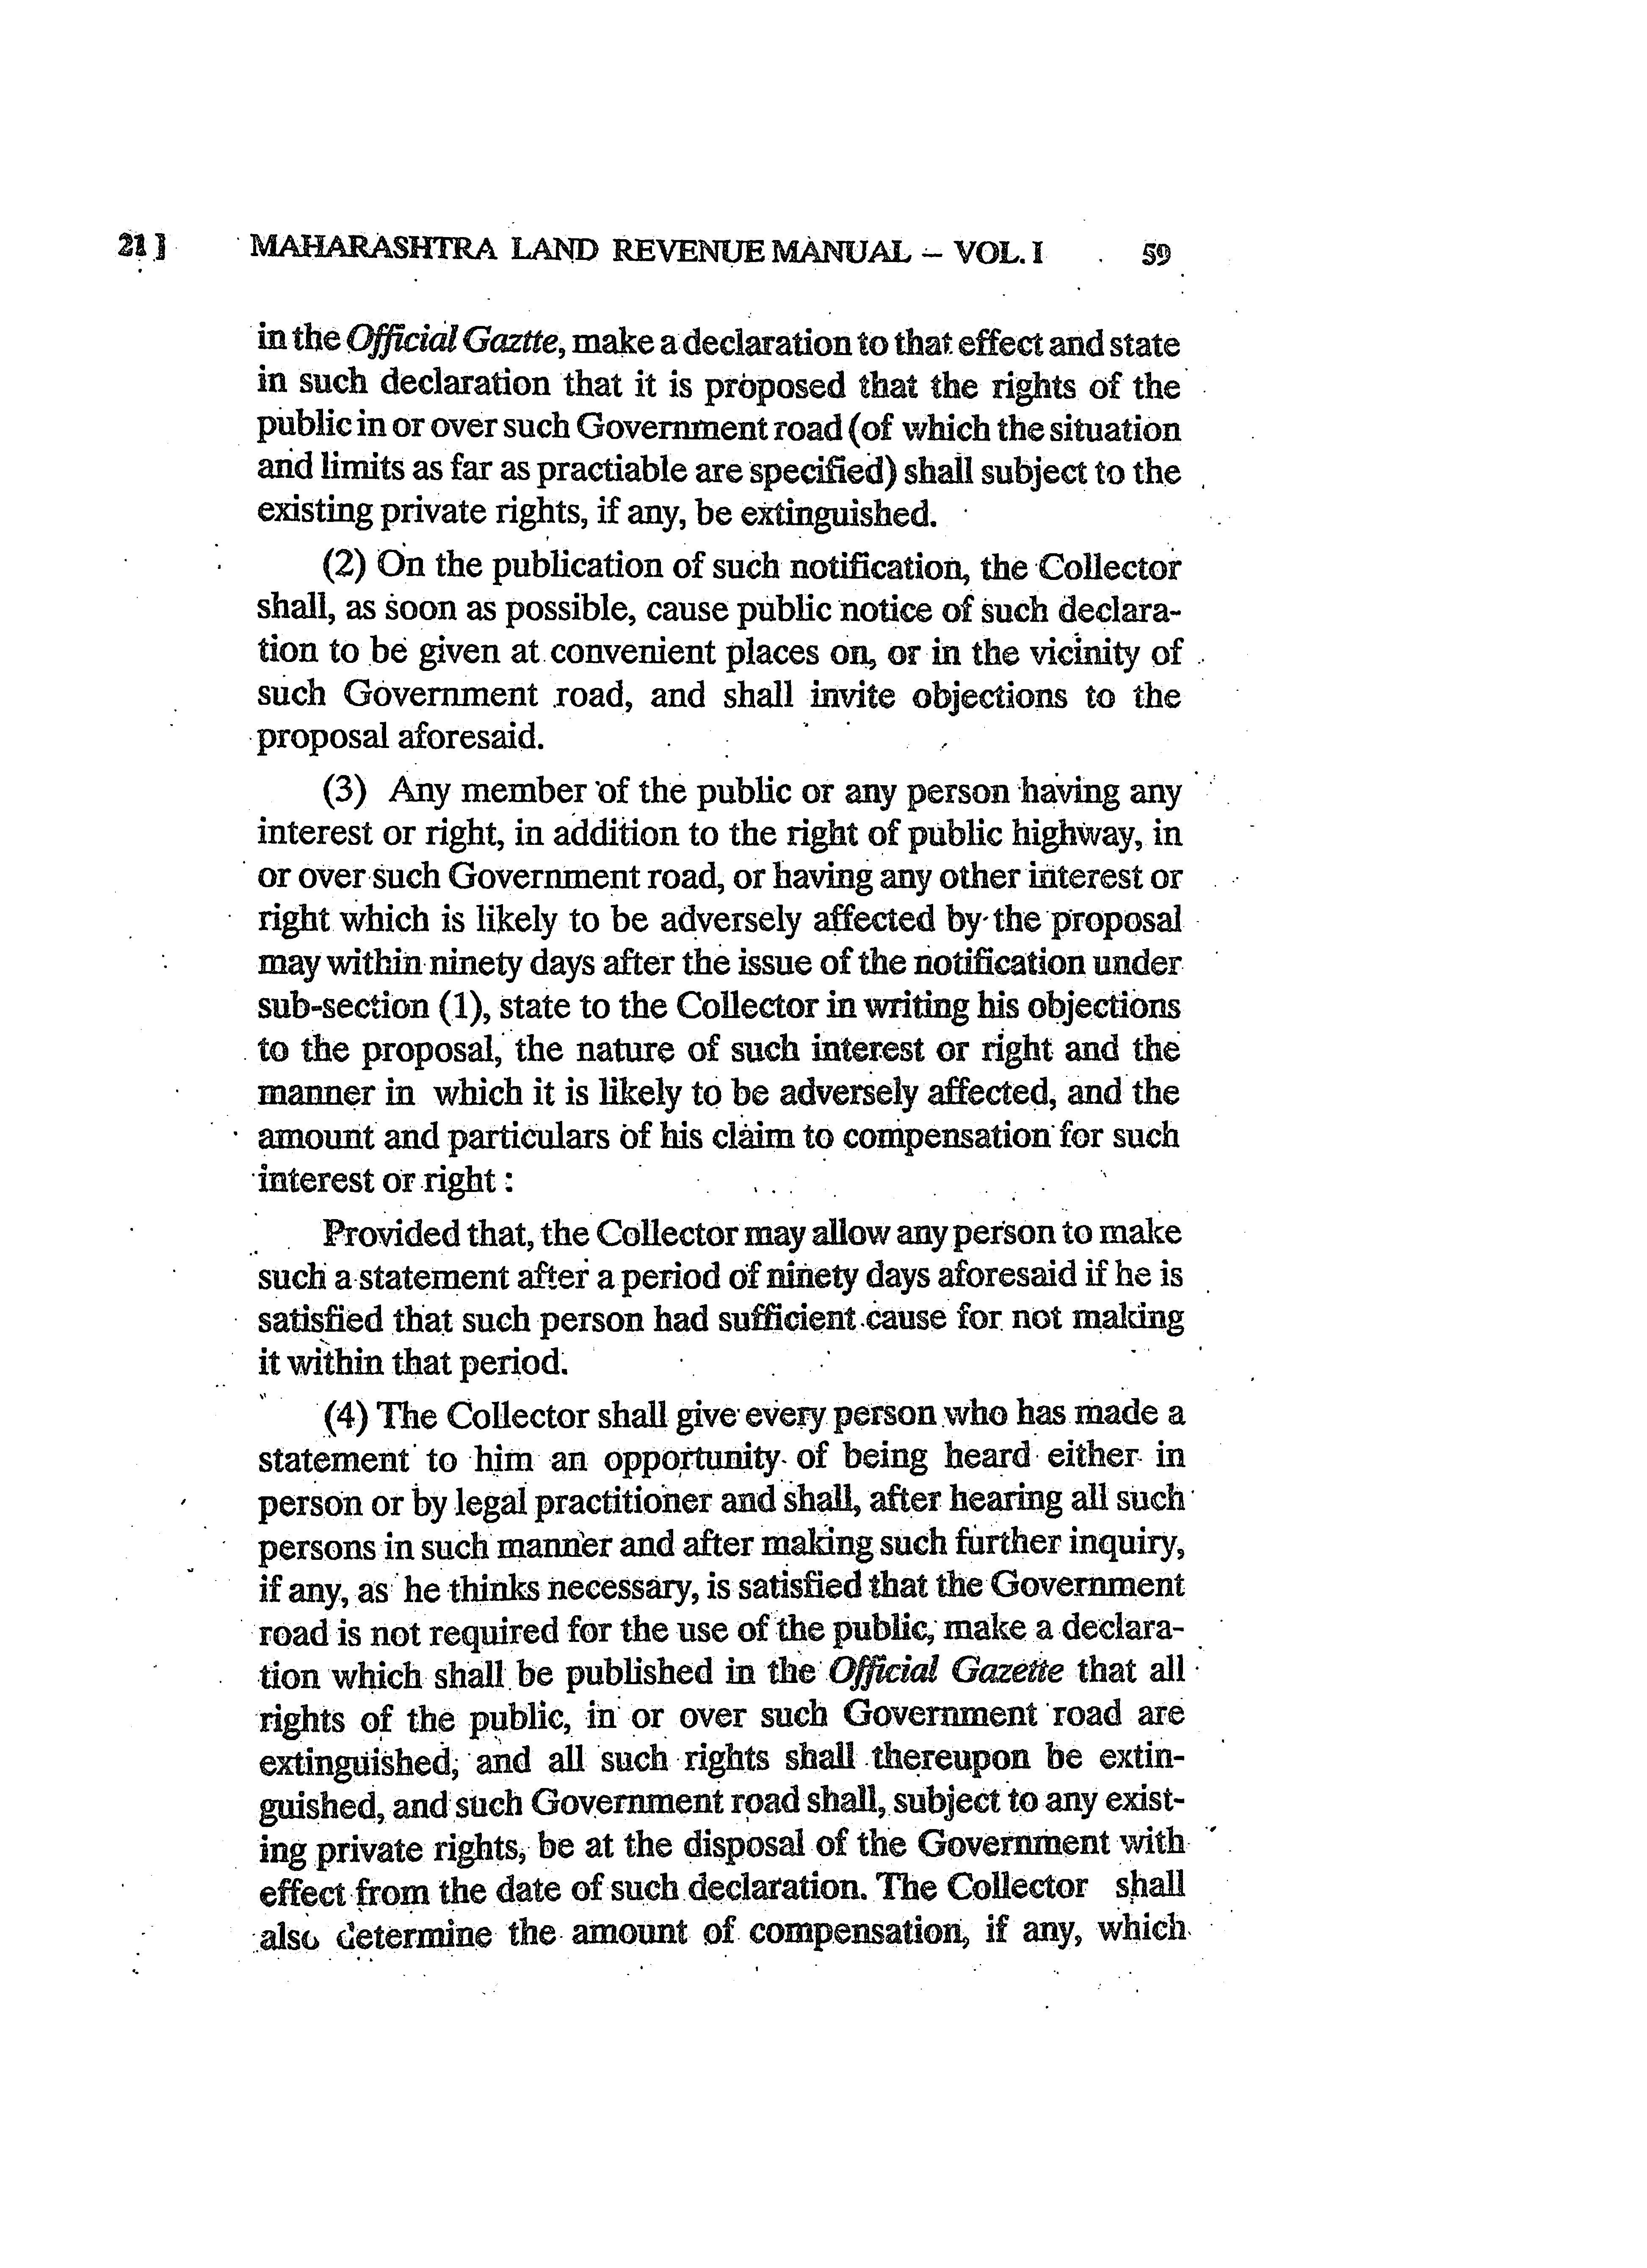 21 ] MAHARASHTRA LAND REVENUE MANUAL – VOL. I 59
in the Official Gaztte, make a declaration to that effect and state
in such declaration that it is proposed that the rights of the
public in or over such Government road (of which the situation
and limits as far as practiable are specified) shall subject to the
existing private rights, if any, be extinguished.
(2) On the publication of such notification, the Collector
shall, as soon as possible, cause public notice of such declara-
tion to be given at convenient places on, or in the vicinity of
such Government road, and shall invite objections to the
proposal aforesaid.
(3) Any member of the public or any person having any
interest or right, in addition to the right of public highway, in
or over such Government road, or having any other interest or
right which is likely to be adversely affected by the proposal
may within ninety days after the issue of the notification under
sub-section (1), state to the Collector in writing his objections
to the proposal, the nature of such interest or right and the
manner in which it is likely to be adversely affected, and the
amount and particulars of his claim to compensation for such
interest or right :
Provided that, the Collector may allow any person to make
such a statement after a period of ninety days aforesaid if he is
satisfied that such person had sufficient cause for not making
it within that period.
(4) The Collector shall give every person who has made a
statement to him an opportunity of being heard either in
person or by legal practitioner and shall, after hearing all such
persons in such manner and after making such further inquiry,
if any, as he thinks necessary, is satisfied that the Government
road is not required for the use of the public, make a declara-
tion which shall be published in the Official Gazette that all
rights of the public, in or over such Government road are
extinguished, and all such rights shall thereupon be extin-
guished, and such Government road shall, subject to any exist-
ing private rights, be at the disposal of the Government with
effect from the date of such declaration. The Collector shall
also determine the amount of compensation, if any, which